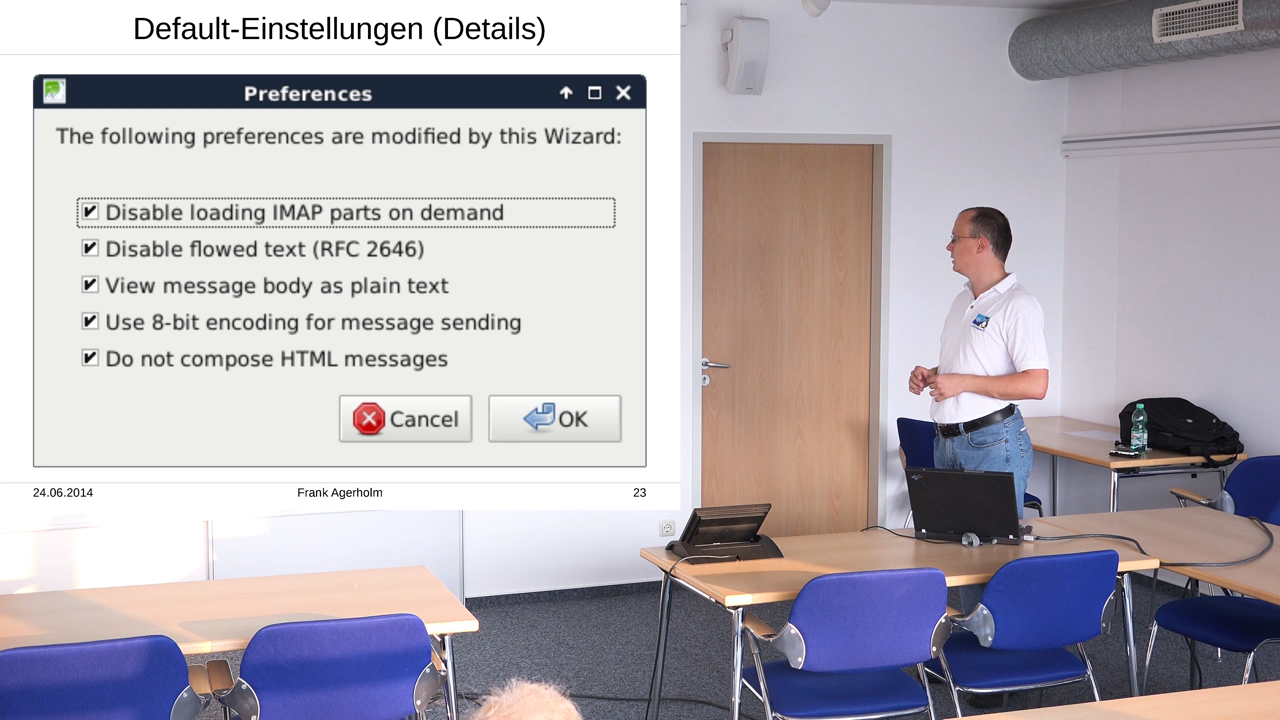 Default-Einstellungen (Details)
Preferences
The following preferences are modified by this Wizard:
Disable loading IMAP parts on demand
Disable flowed text (RFC 2646)
View message body as plain text
Use 8-bit encoding for message sending
Do not compose HTML messages
Cancel
OK
24.06.2014
Frank Agerholm
23